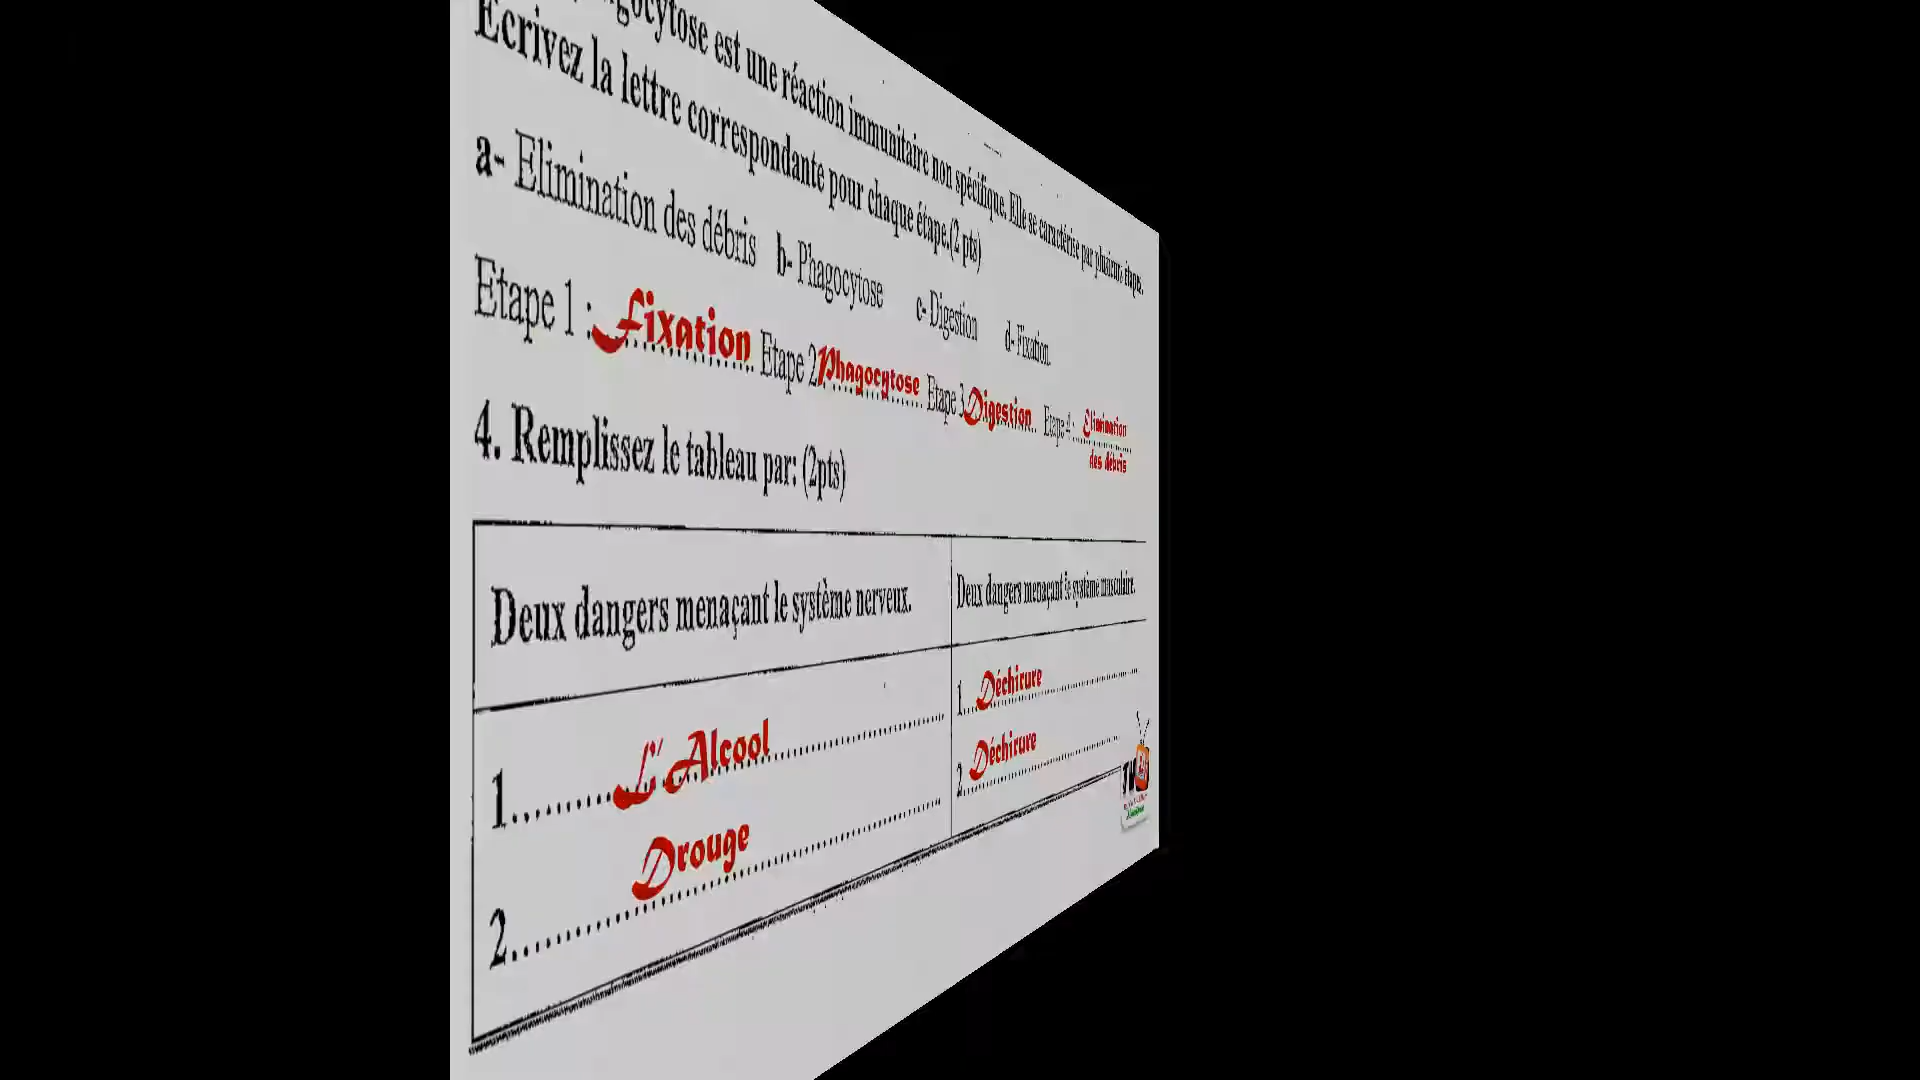 est une réaction immunitaire non spécifique. Elle se caractérise par plusieurs étapes.
Ecrivez la lettre correspondante pour chaque étape.(2 pts)
a- Elimination des débris b- Phagocytose c- Digestion d- Fixation.
Etape 1 : Fixation Etape 2 Phagocytose Etape 3 Digestion Etape 4 : Elimination
des débris
4. Remplissez le tableau par: (2pts)
Deux dangers menaçant le système nerveux.
Deux dangers menaçant le système musculaire.
1. L'Alcool
2. Drouge
1. Déchirure
2. Déchirure